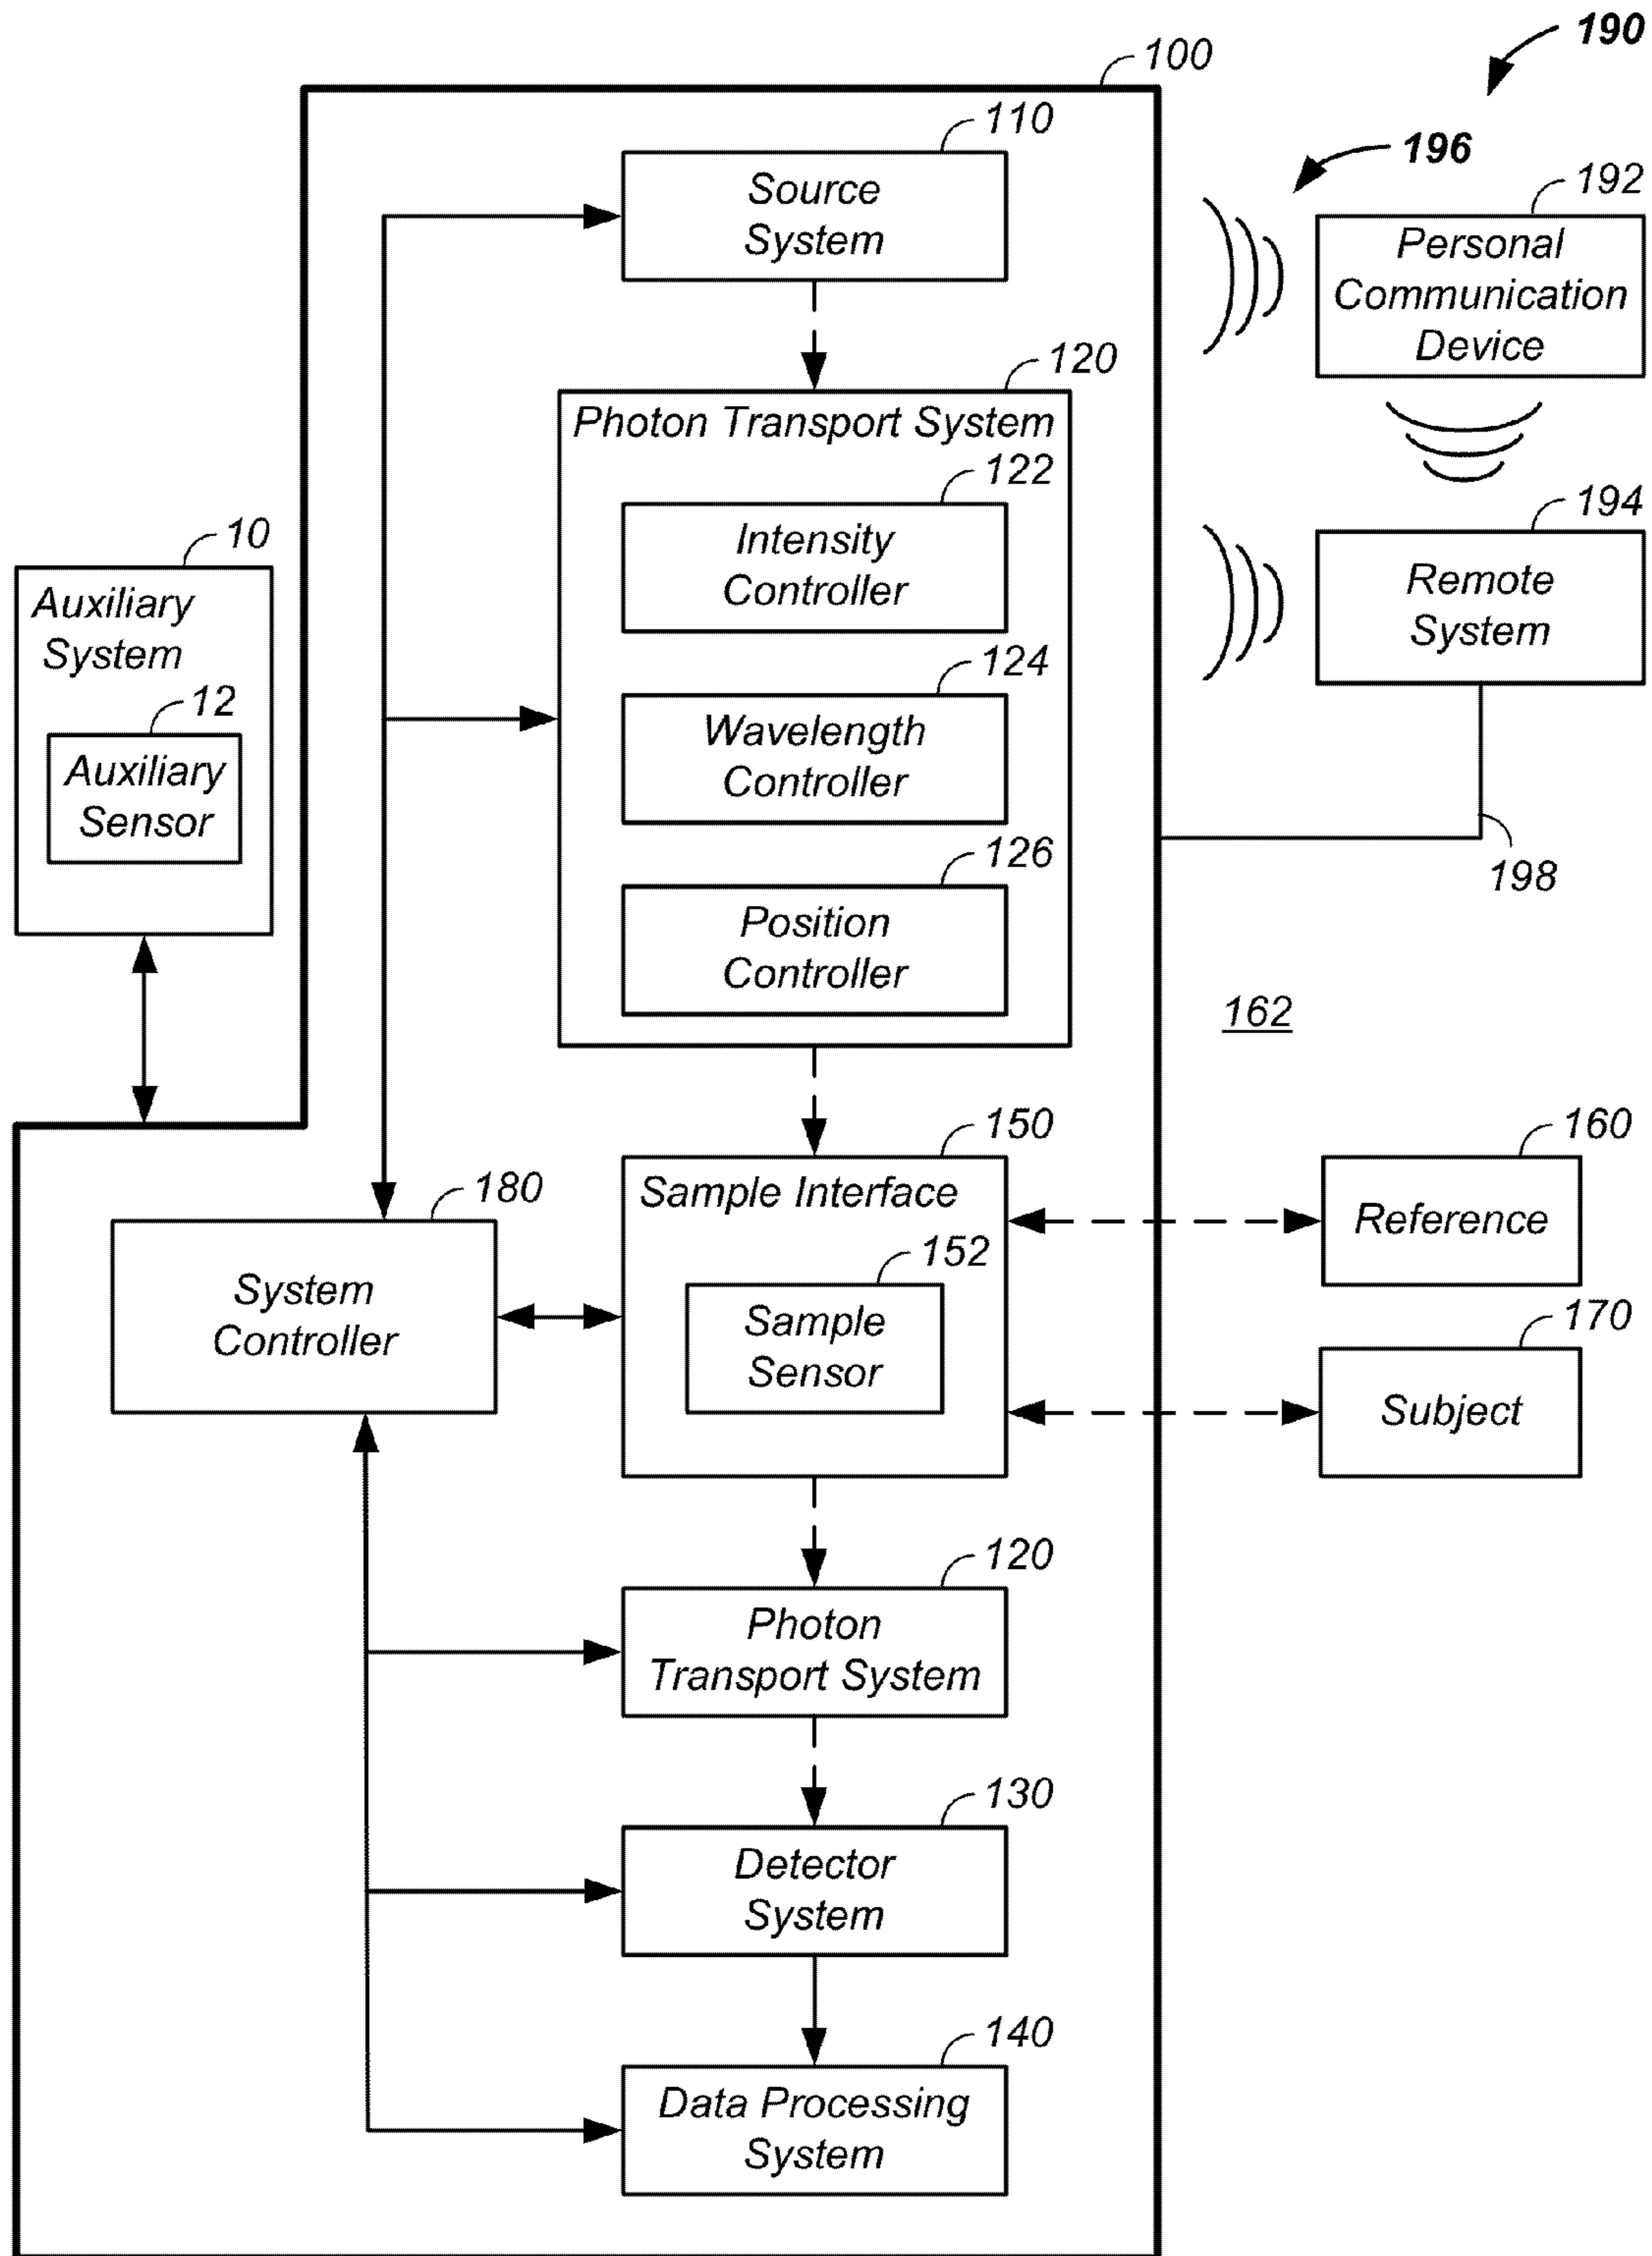 190
100
196
110
Source
System
192
Personal
Communication
Device
120
Photon Transport System
122
Intensity
Controller
194
Remote
System
10
Auxiliary
System
12
Auxiliary
Sensor
124
Wavelength
Controller
198
126
Position
Controller
162
150
Sample Interface
160
Reference
180
System
Controller
152
Sample
Sensor
170
Subject
120
Photon
Transport System
130
Detector
System
140
Data Processing
System